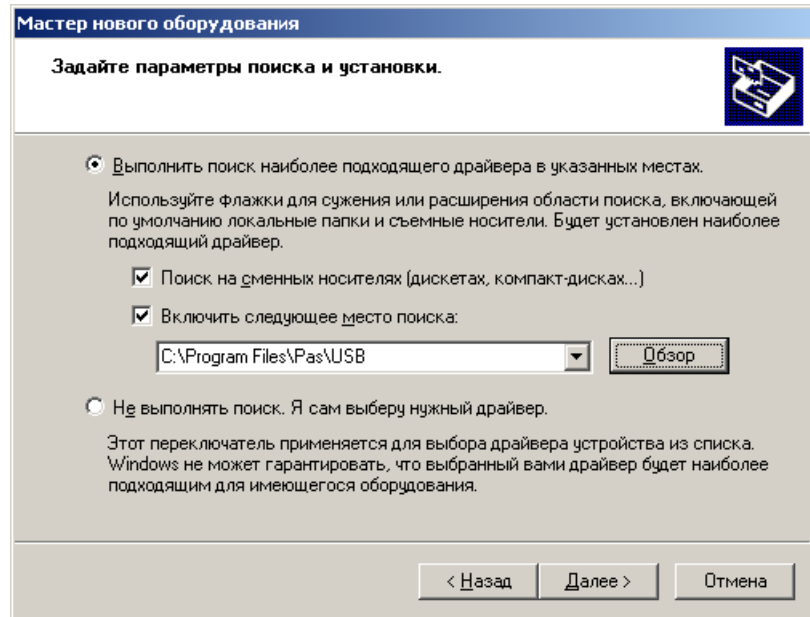 Мастер нового оборудования
Задайте параметры поиска и установки.
Выполнить поиск наиболее подходящего драйвера в указанных местах.
Используйте флажки для сужения или расширения области поиска, включающей
по умолчанию локальные папки и съемные носители. Будет установлен наиболее
подходящий драйвер.
Поиск на сменных носителях (дискетах, компакт-дисках...)
Включить следующее место поиска:
C:\Program Files\Pas\USB
Обзор
Не выполнять поиск. Я сам выберу нужный драйвер.
Этот переключатель применяется для выбора драйвера устройства из списка.
Windows не может гарантировать, что выбранный вами драйвер будет наиболее
подходящим для имеющегося оборудования.
< Назад
Далее >
Отмена